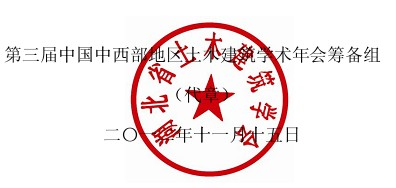 第三届中国中西部地区土木建筑学术年会筹备组
（代章）
二〇一 年十一月十五日
湖北省土木建筑学会